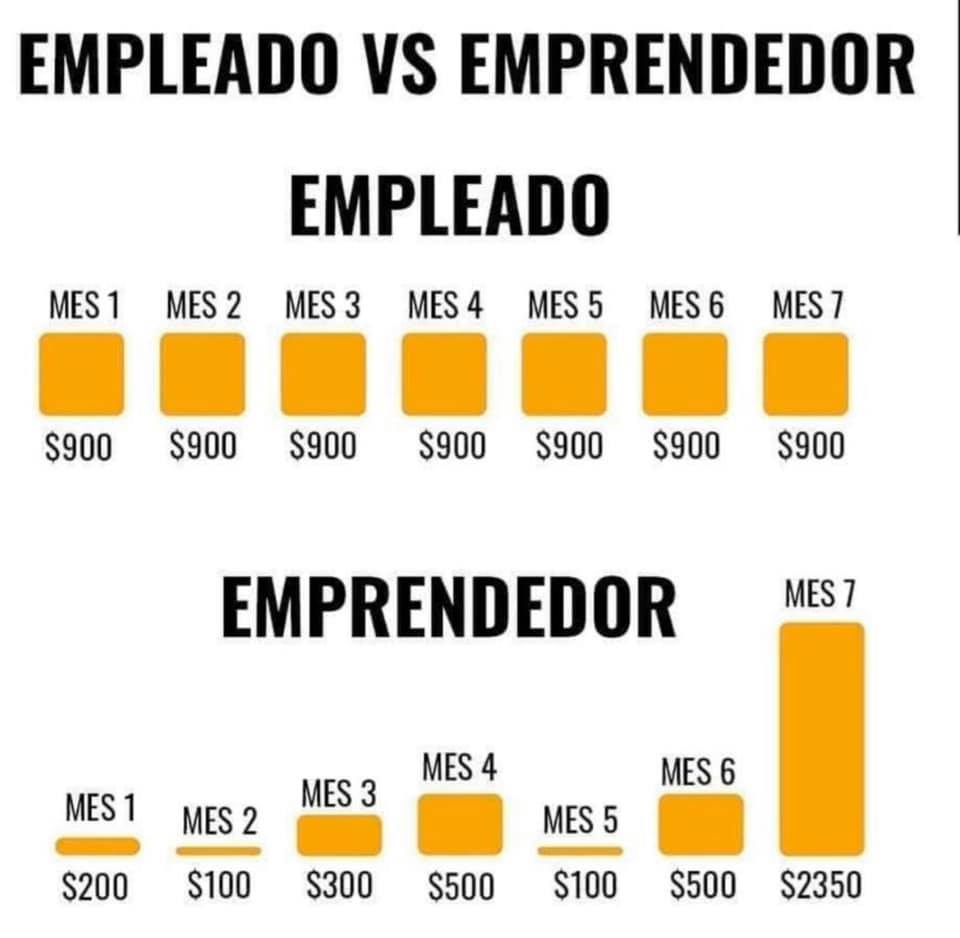 EMPLEADO VS EMPRENDEDOR
EMPLEADO
MES 1 MES 2 MES 3 MES 4 MES 5 MES 6 MES 7
$900 $900 $900 $900 $900 $900 $900
EMPRENDEDOR
MES 1 MES 2 MES 3 MES 4 MES 5 MES 6 MES 7
$200 $100 $300 $500 $100 $500 $2350